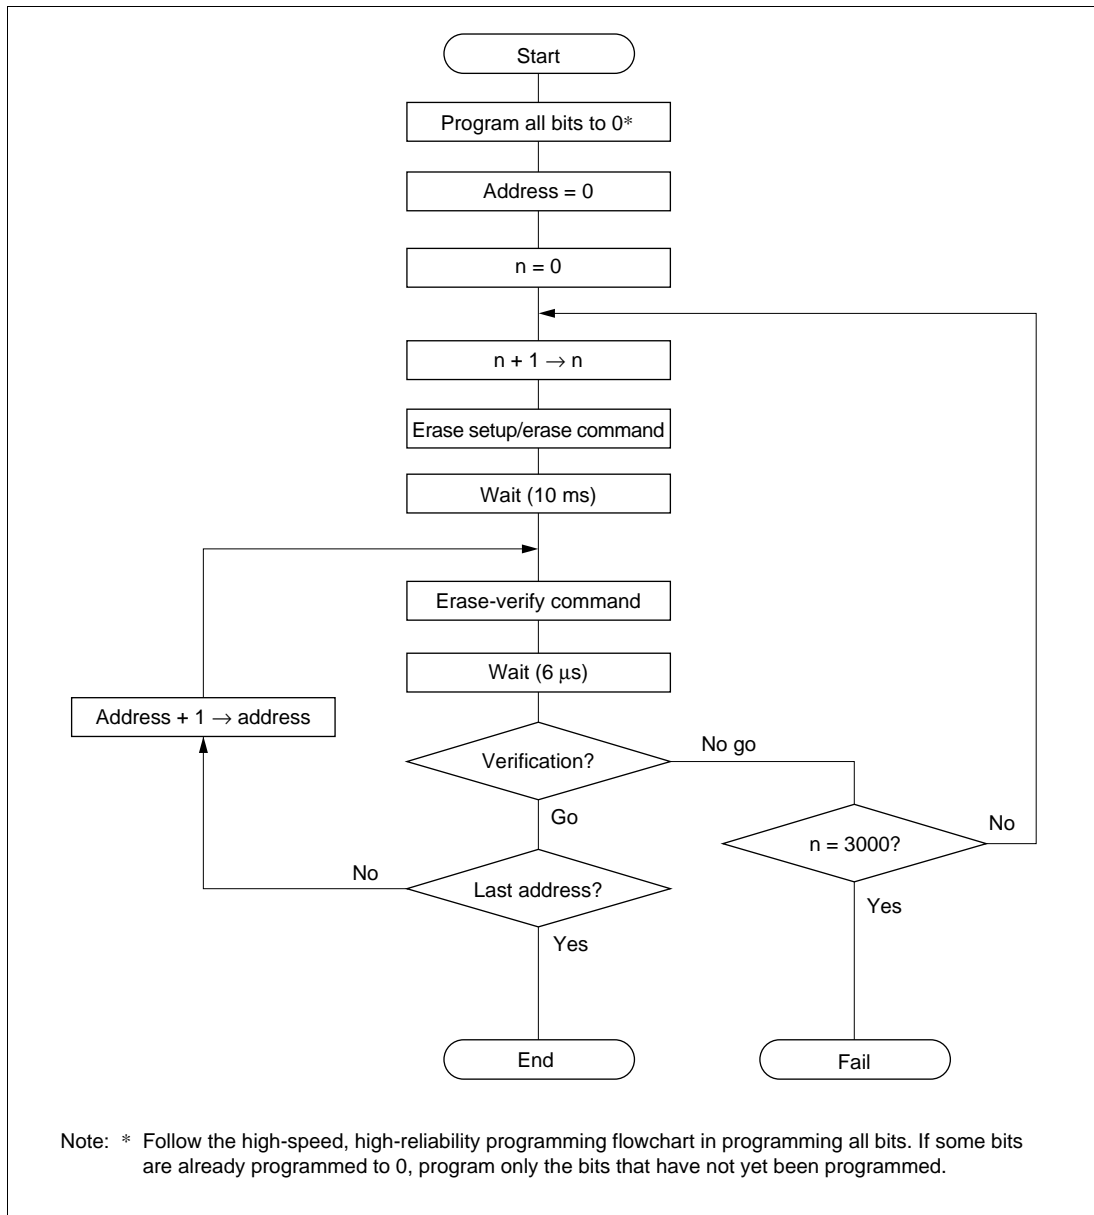 Start
Program all bits to 0*
Address = 0
n = 0
n + 1 → n
Erase setup/erase command
Wait (10 ms)
Erase-verify command
Wait (6 μs)
Address + 1 → address
Verification?
No go
Go
n = 3000?
No
No
Last address?
Yes
Yes
End
Fail
Note: * Follow the high-speed, high-reliability programming flowchart in programming all bits. If some bits
are already programmed to 0, program only the bits that have not yet been programmed.